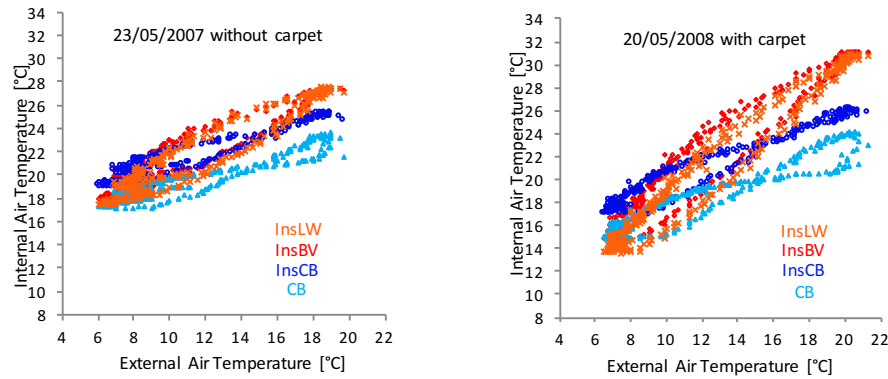 23/05/2007 without carpet
Internal Air Temperature [°C]
34
32
30
28
26
24
22
20
18
16
14
12
10
8
InsLW
InsBV
InsCB
CB
4 6 8 10 12 14 16 18 20 22
External Air Temperature [°C]
20/05/2008 with carpet
Internal Air Temperature [°C]
34
32
30
28
26
24
22
20
18
16
14
12
10
8
InsLW
InsBV
InsCB
CB
4 6 8 10 12 14 16 18 20 22
External Air Temperature [°C]